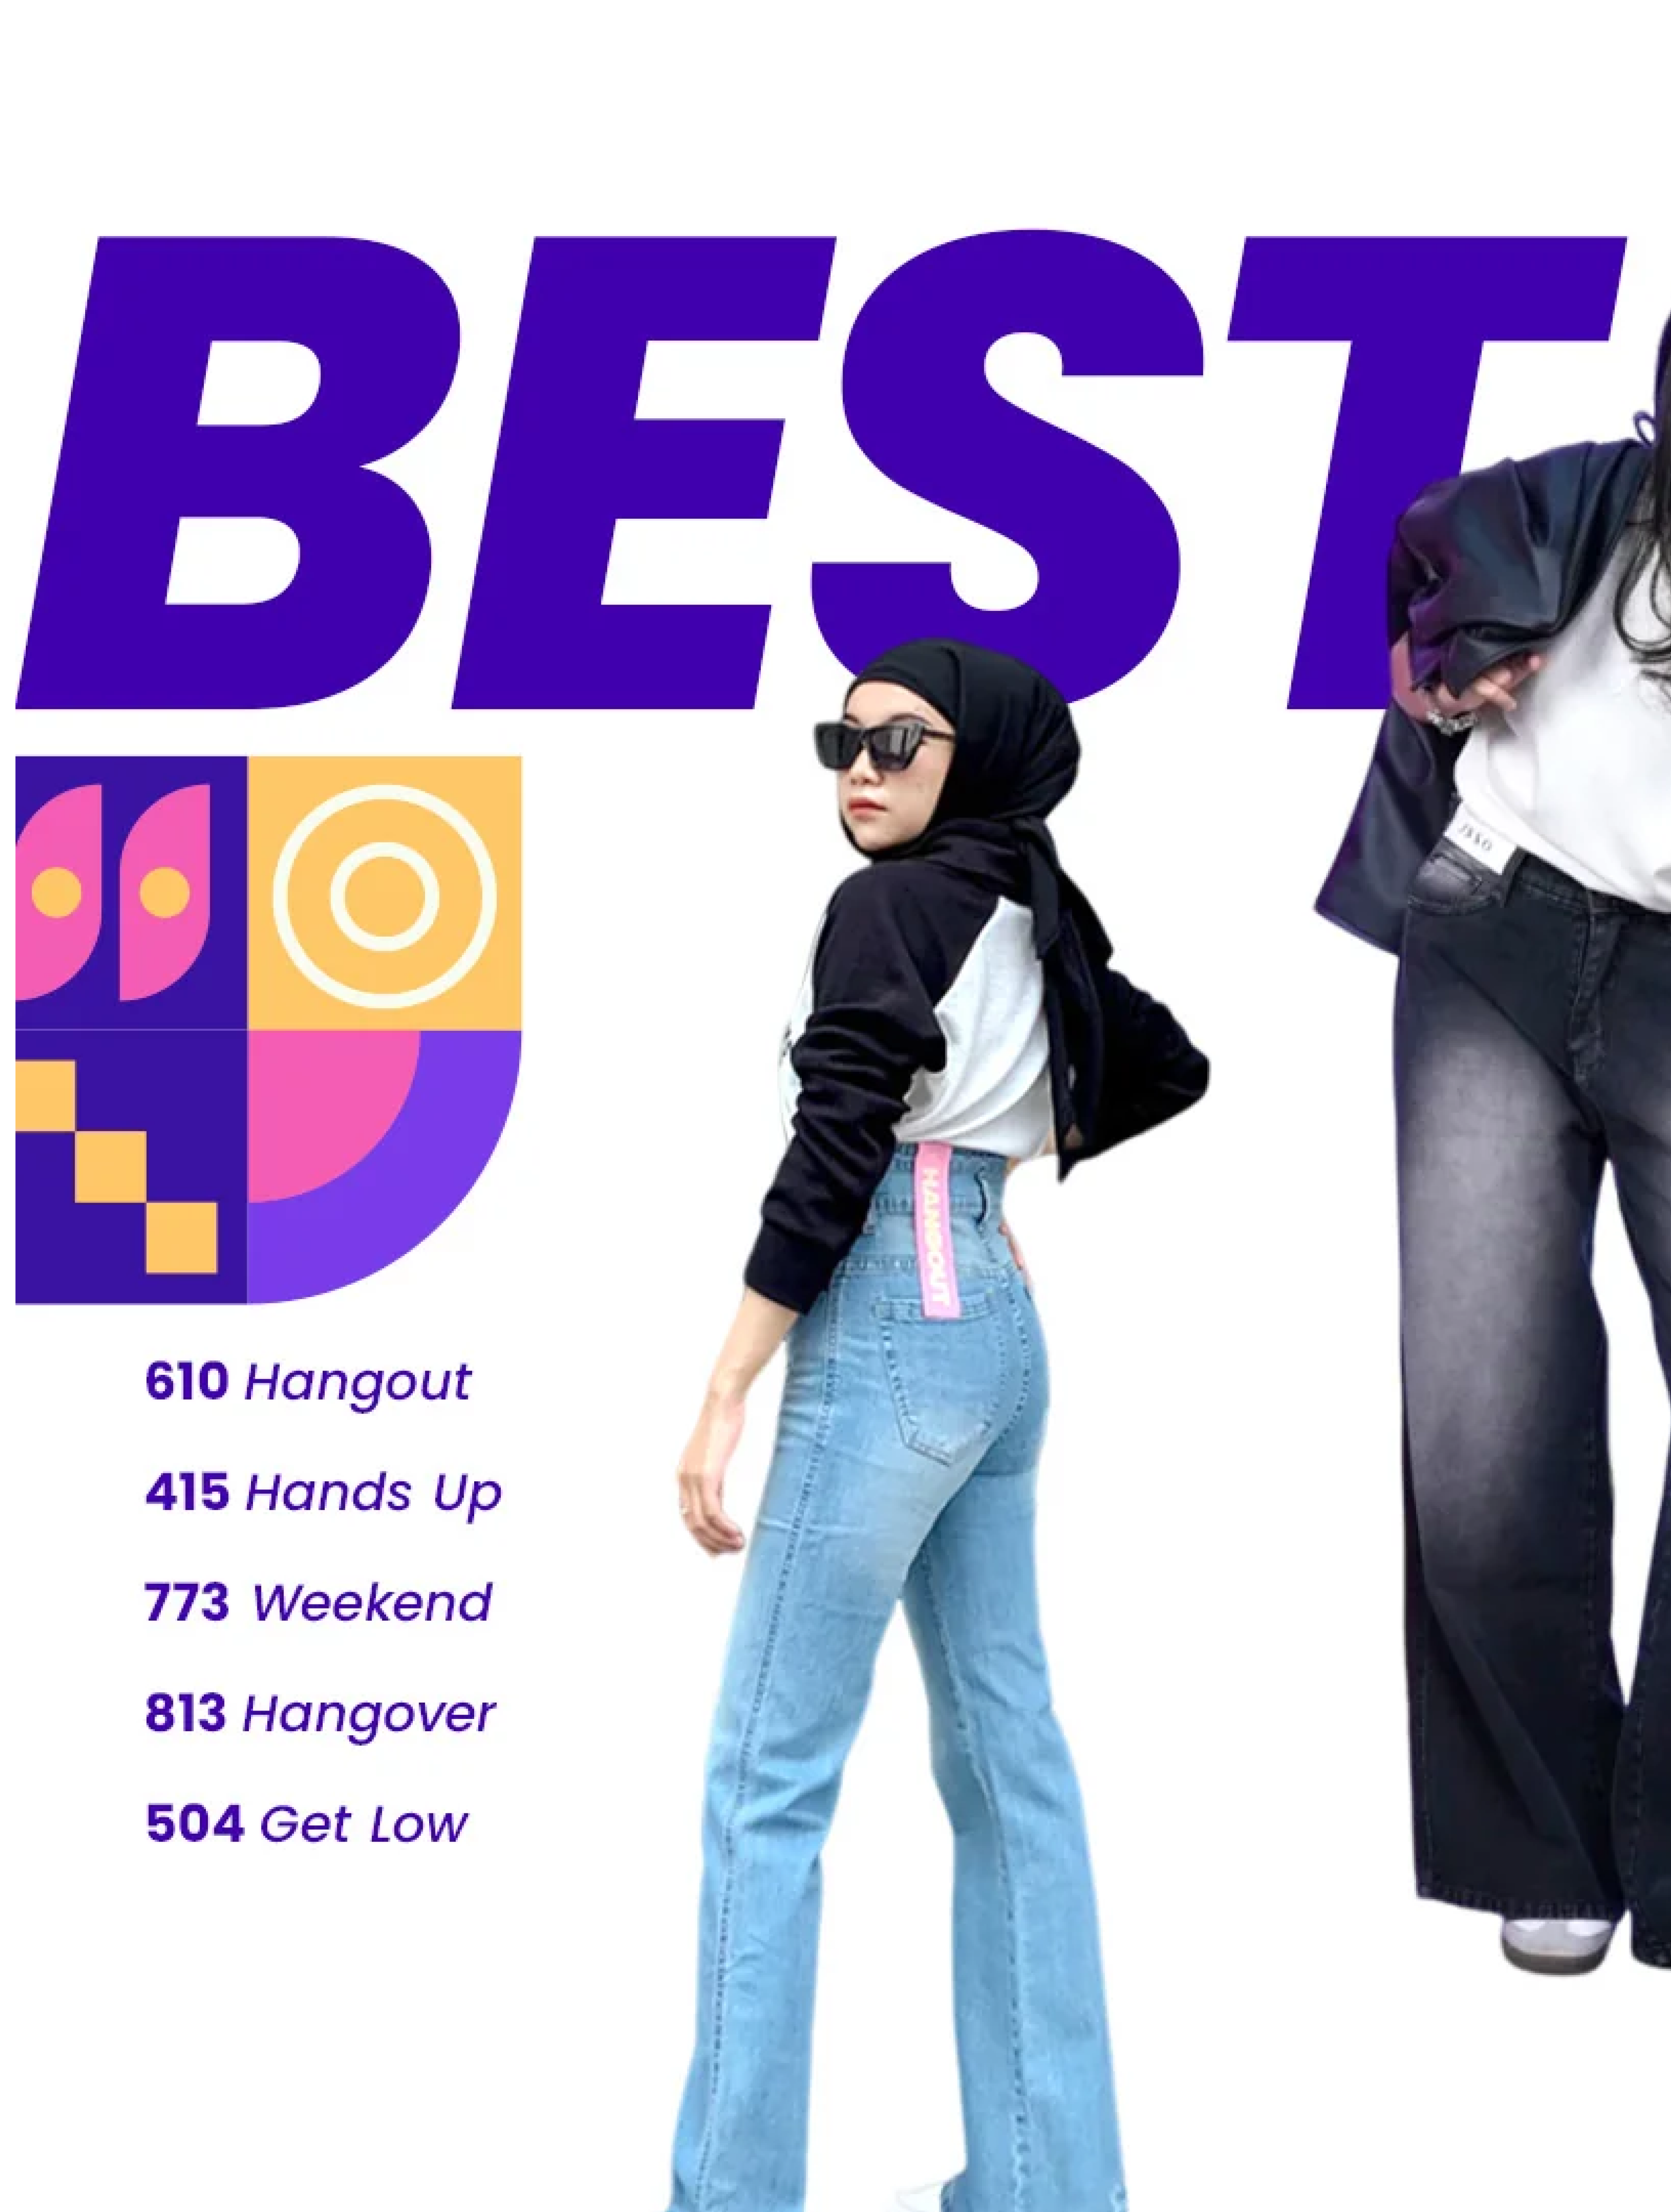 BEST
HANGOUT
610 Hangout
415 Hands Up
773 Weekend
813 Hangover
504 Get Low